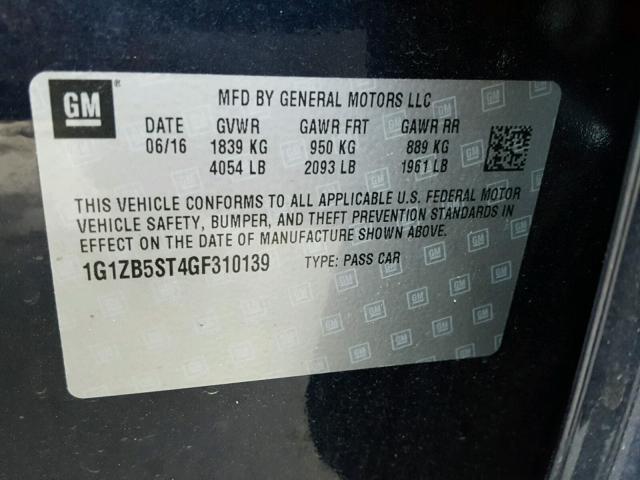 GM
MFD BY GENERAL MOTORS LLC
DATE GVWR GAWR FRT GAWR RR
06/16 1839 KG 950 KG 889 KG
4054 LB 2093 LB 1961 LB
THIS VEHICLE CONFORMS TO ALL APPLICABLE U.S. FEDERAL MOTOR
VEHICLE SAFETY, BUMPER, AND THEFT PREVENTION STANDARDS IN
EFFECT ON THE DATE OF MANUFACTURE SHOWN ABOVE.
1G1ZB5ST4GF310139 TYPE: PASS CAR